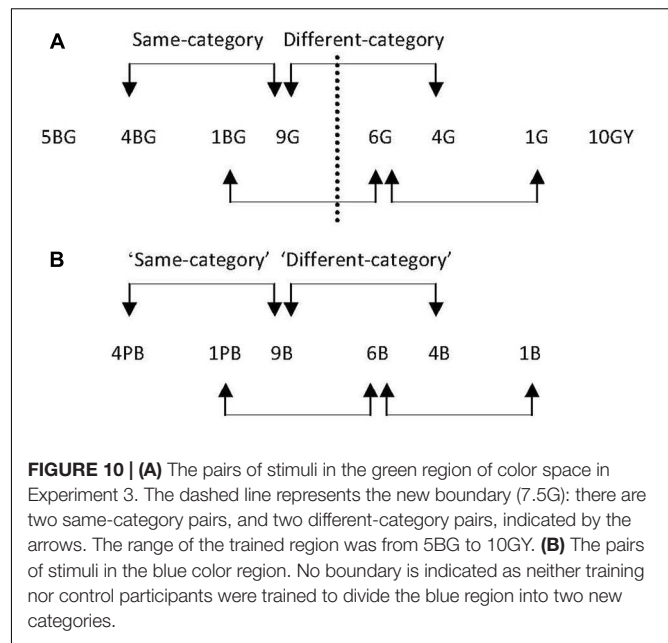 A Same-category Different-category
5BG 4BG 1BG 9G 6G 4G 1G 10GY
B 'Same-category' 'Different-category'
4PB 1PB 9B 6B 4B 1B
FIGURE 10 | (A) The pairs of stimuli in the green region of color space in
Experiment 3. The dashed line represents the new boundary (7.5G): there are
two same-category pairs, and two different-category pairs, indicated by the
arrows. The range of the trained region was from 5BG to 10GY. (B) The pairs
of stimuli in the blue color region. No boundary is indicated as neither training
nor control participants were trained to divide the blue region into two new
categories.